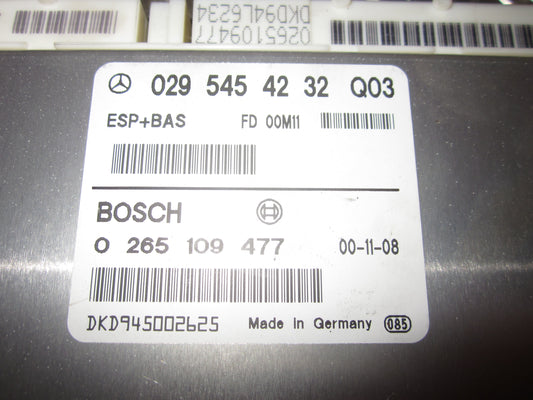 0265109477
DKD94L6234
029 545 42 32 Q03
ESP+BAS FD 00M11
BOSCH
0 265 109 477 00-11-08
DKD945002625 Made in Germany 085